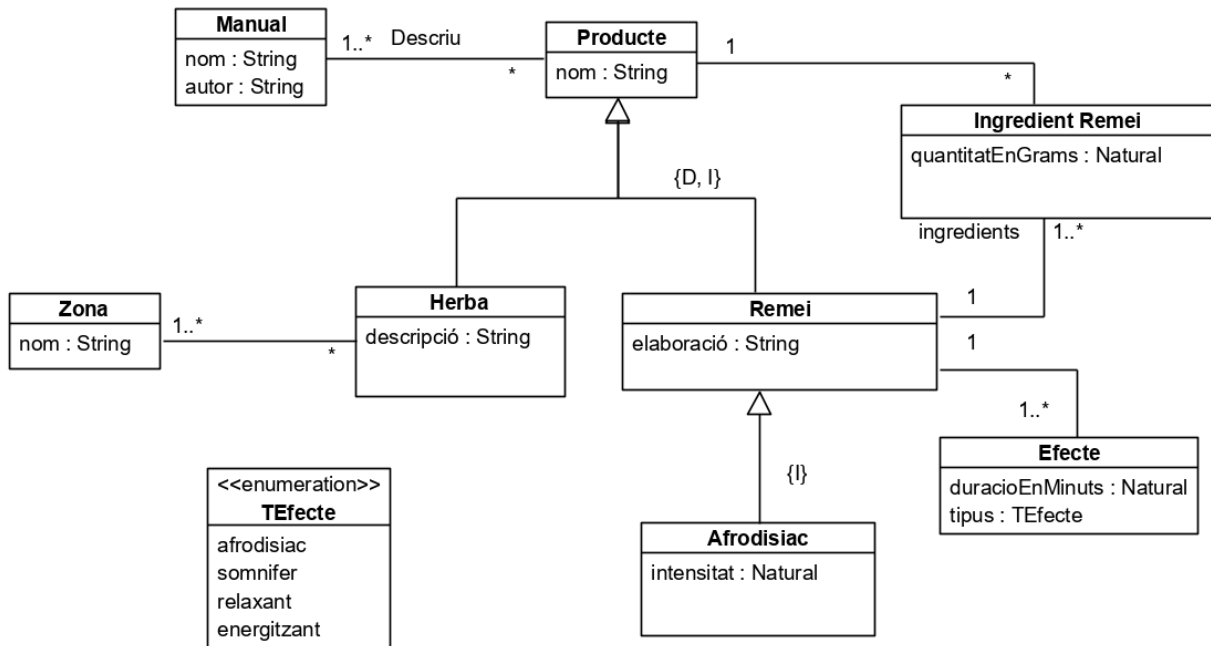 Manual
nom : String
autor : String
1..*
Descriu
*
Producte
nom : String
1
*
Ingredient Remei
quantitatEnGrams : Natural
{D, I}
ingredients
1..*
Zona
nom : String
1..*
*
Herba
descripció : String
Remei
elaboració : String
1
1
1..*
Efecte
duracioEnMinuts : Natural
tipus : TEfecte
{I}
<<enumeration>>
TEfecte
afrodisiac
somnifer
relaxant
energitzant
Afrodisiac
intensitat : Natural